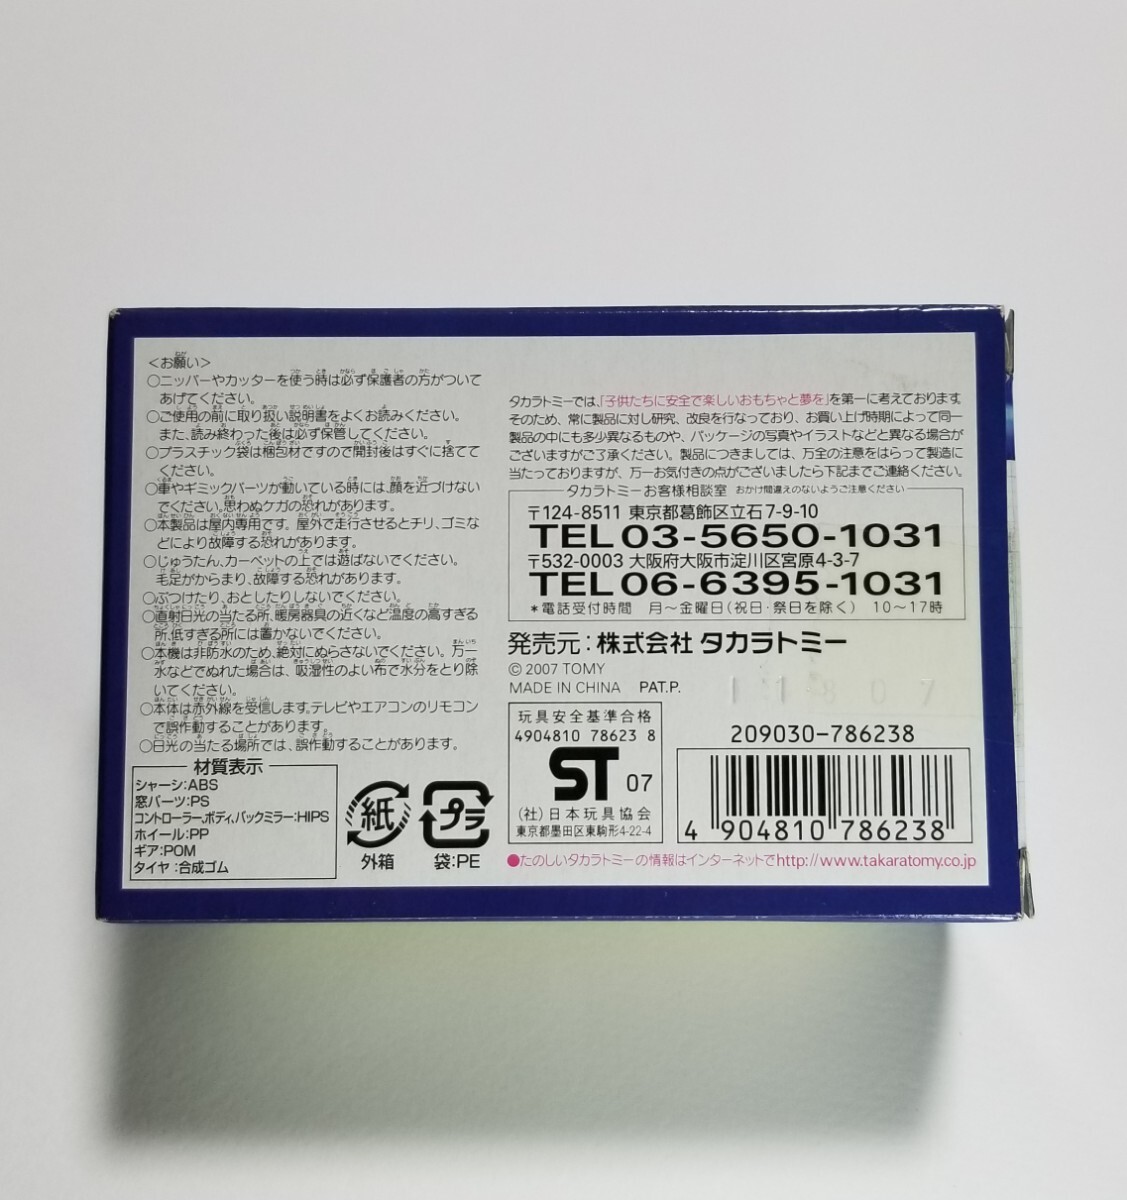 <お願い>
○ニッパーやカッターを使う時は必ず保護者の方がついて
あげてください。
○ご使用の前に取り扱い説明書をよくお読みください。
また、読み終わった後は必ず保管してください。
○プラスチック袋は梱包材ですので開封後はすぐに捨てて
ください。
○車やギミックパーツが動いている時には、顔を近づけない
でください。思わぬケガの恐れがあります。
○本製品は屋内専用です。屋外で走行させるとチリ、ゴミな
どにより故障する恐れがあります。
○じゅうたん、カーペットの上では遊ばないでください。
毛足がからまり、故障する恐れがあります。
○ぶつけたり、おとしたりしないでください。
○直射日光の当たる所、暖房器具の近くなど温度の高すぎる
所、低すぎる所には置かないでください。
○本機は非防水のため、絶対にぬらさないでください。万一
水などでぬれた場合は、吸湿性のよい布で水分をとり除
いてください。
○本体は赤外線を受信します。テレビやエアコンのリモコン
で誤作動することがあります。
○日光の当たる場所では、誤作動することがあります。
材質表示
シャーシ:ABS
窓パーツ:PS
コントローラー、ボディ、バックミラー:HIPS
ホイール:PP
ギア:POM
タイヤ:合成ゴム
紙
外箱
プラ
袋:PE
タカラトミーでは、「子供たちに安全で楽しいおもちゃと夢を」を第一に考えております。
そのため、常に製品に対し研究、改良を行なっており、お買い上げ時期によって同一
製品の中にも多少異なるものや、パッケージの写真やイラストなどと異なる場合が
ございますがご了承ください。製品につきましては、万全の注意をはらって製造に
当たっておりますが、万一お気付きの点がございましたら下記までご連絡ください。
タカラトミーお客様相談室 おかけ間違えのないようご注意ください
〒124-8511 東京都葛飾区立石7-9-10
TEL 03-5650-1031
〒532-0003 大阪府大阪市淀川区宮原4-3-7
TEL 06-6395-1031
*電話受付時間 月〜金曜日(祝日・祭日を除く) 10〜17時
発売元:株式会社 タカラトミー
© 2007 TOMY
MADE IN CHINA PAT.P.
11807
玩具安全基準合格
4904810 78623 8
ST 07
(社)日本玩具協会
東京都墨田区東駒形4-22-4
209030-786238
4 904810 786238
●たのしいタカラトミーの情報はインターネットでhttp://www.takaratomy.co.jp